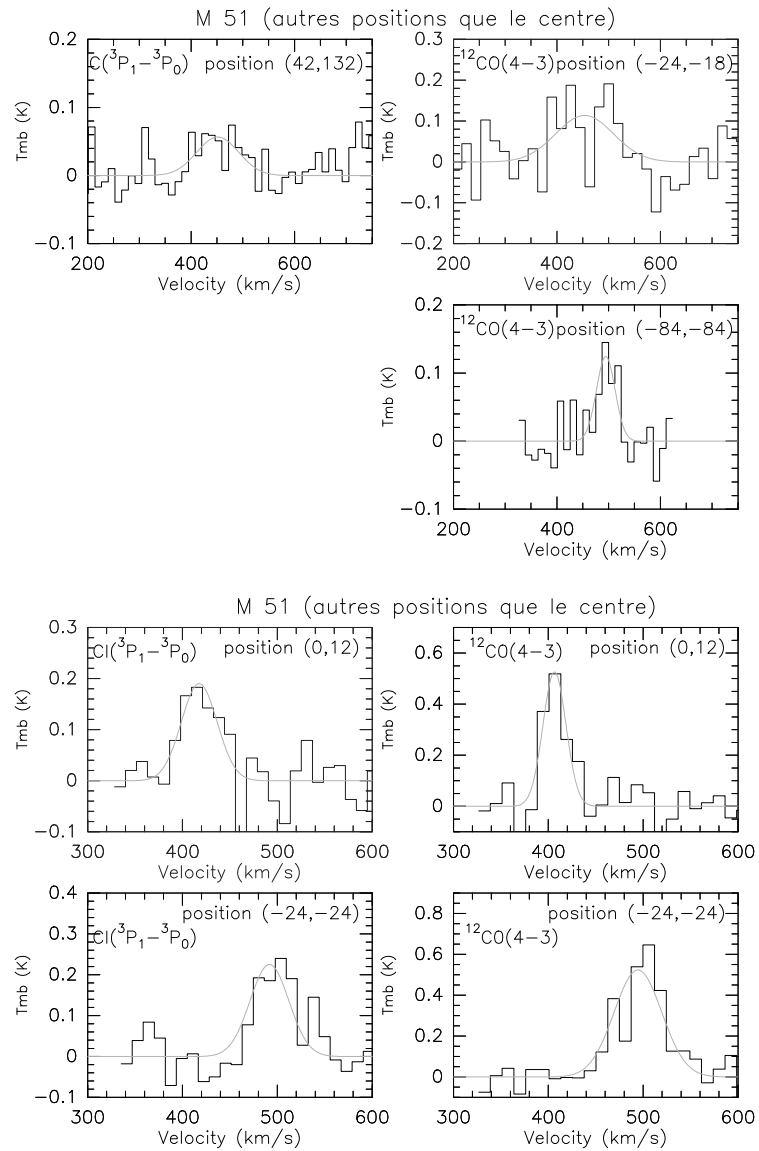 M 51 (autres positions que le centre)
C(³P₁−³P₀) position (42,132)
0.2
0.1
0
−0.1
Tmb (K)
200 400 600
Velocity (km/s)
¹²CO(4−3)position (−24,−18)
0.3
0.2
0.1
0
−0.1
−0.2
Tmb (K)
200 400 600
Velocity (km/s)
¹²CO(4−3)position (−84,−84)
0.2
0.1
0
−0.1
Tmb (K)
200 400 600
Velocity (km/s)
M 51 (autres positions que le centre)
CI(³P₁−³P₀) position (0,12)
0.3
0.2
0.1
0
−0.1
Tmb (K)
300 400 500 600
Velocity (km/s)
¹²CO(4−3) position (0,12)
0.6
0.4
0.2
0
Tmb (K)
300 400 500 600
Velocity (km/s)
position (−24,−24)
CI(³P₁−³P₀)
0.4
0.3
0.2
0.1
0
−0.1
Tmb (K)
300 400 500 600
Velocity (km/s)
position (−24,−24)
¹²CO(4−3)
0.8
0.6
0.4
0.2
0
Tmb (K)
300 400 500 600
Velocity (km/s)